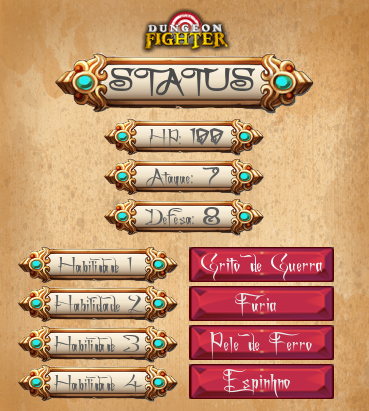 DUNGEON
FIGHTER
STATUS
HP: 100
Ataque: 7
Defesa: 8
Habilidade 1 Grito de Guerra
Habilidade 2 Fúria
Habilidade 3 Pele de Ferro
Habilidade 4 Espinho